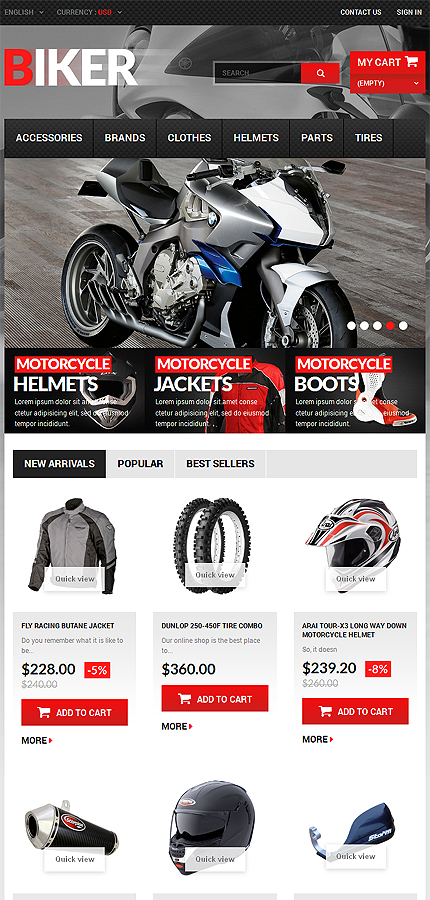 ENGLISH CURRENCY : USD CONTACT US SIGN IN
BIKER
SEARCH
MY CART
(EMPTY)
ACCESSORIES BRANDS CLOTHES HELMETS PARTS TIRES
MOTORCYCLE
HELMETS
Lorem ipsum dolor sit amet conse
ctetur adipisicing elit, sed do eiusmod
tempor incididunt.
MOTORCYCLE
JACKETS
Lorem ipsum dolor sit amet conse
ctetur adipisicing elit, sed do eiusmod
tempor incididunt.
MOTORCYCLE
BOOTS
Lorem ipsum dolor sit amet conse
ctetur adipisicing elit, sed do eiusmod
tempor incididunt.
NEW ARRIVALS POPULAR BEST SELLERS
Quick view
Quick view
Quick view
FLY RACING BUTANE JACKET
Do you remember what it is like to
be...
$228.00 -5%
$240.00
ADD TO CART
MORE
DUNLOP 250-450F TIRE COMBO
Our online shop is the best place
to...
$360.00
ADD TO CART
MORE
ARAI TOUR-X3 LONG WAY DOWN
MOTORCYCLE HELMET
So, it doesn
$239.20 -8%
$260.00
ADD TO CART
MORE
Storm
Quick view
Quick view
Quick view